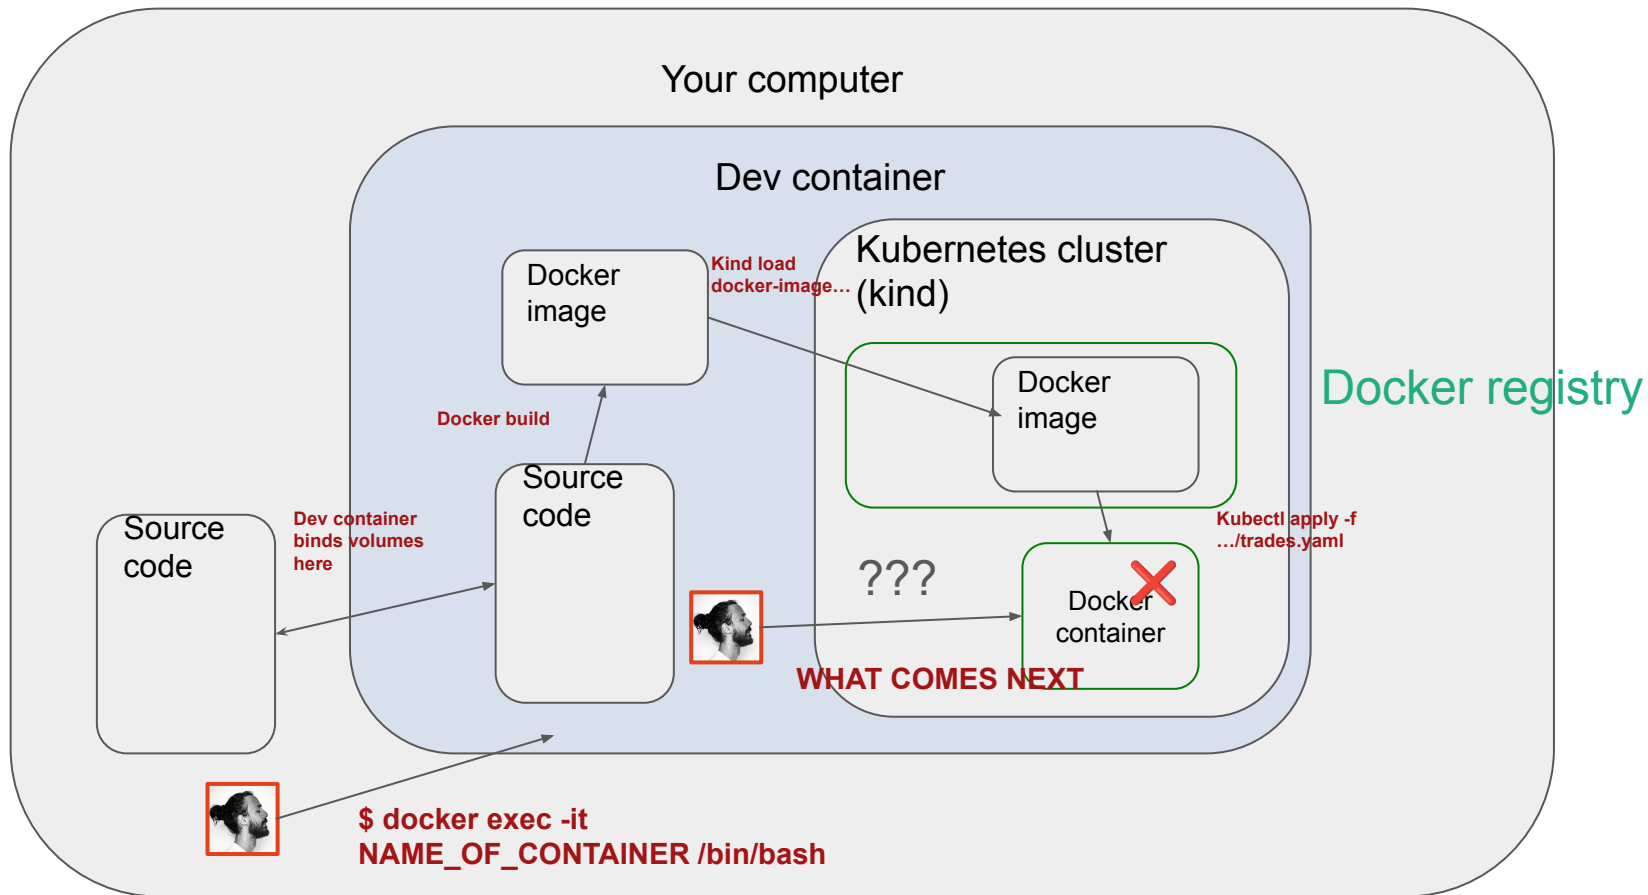 Your computer
Dev container
Kubernetes cluster
(kind)
Docker
image
Kind load
docker-image…
Docker
image
Docker registry
Docker build
Source
code
Source
code
Dev container
binds volumes
here
Kubectl apply -f
…/trades.yaml
???
Docker
container
WHAT COMES NEXT
$ docker exec -it
NAME_OF_CONTAINER /bin/bash